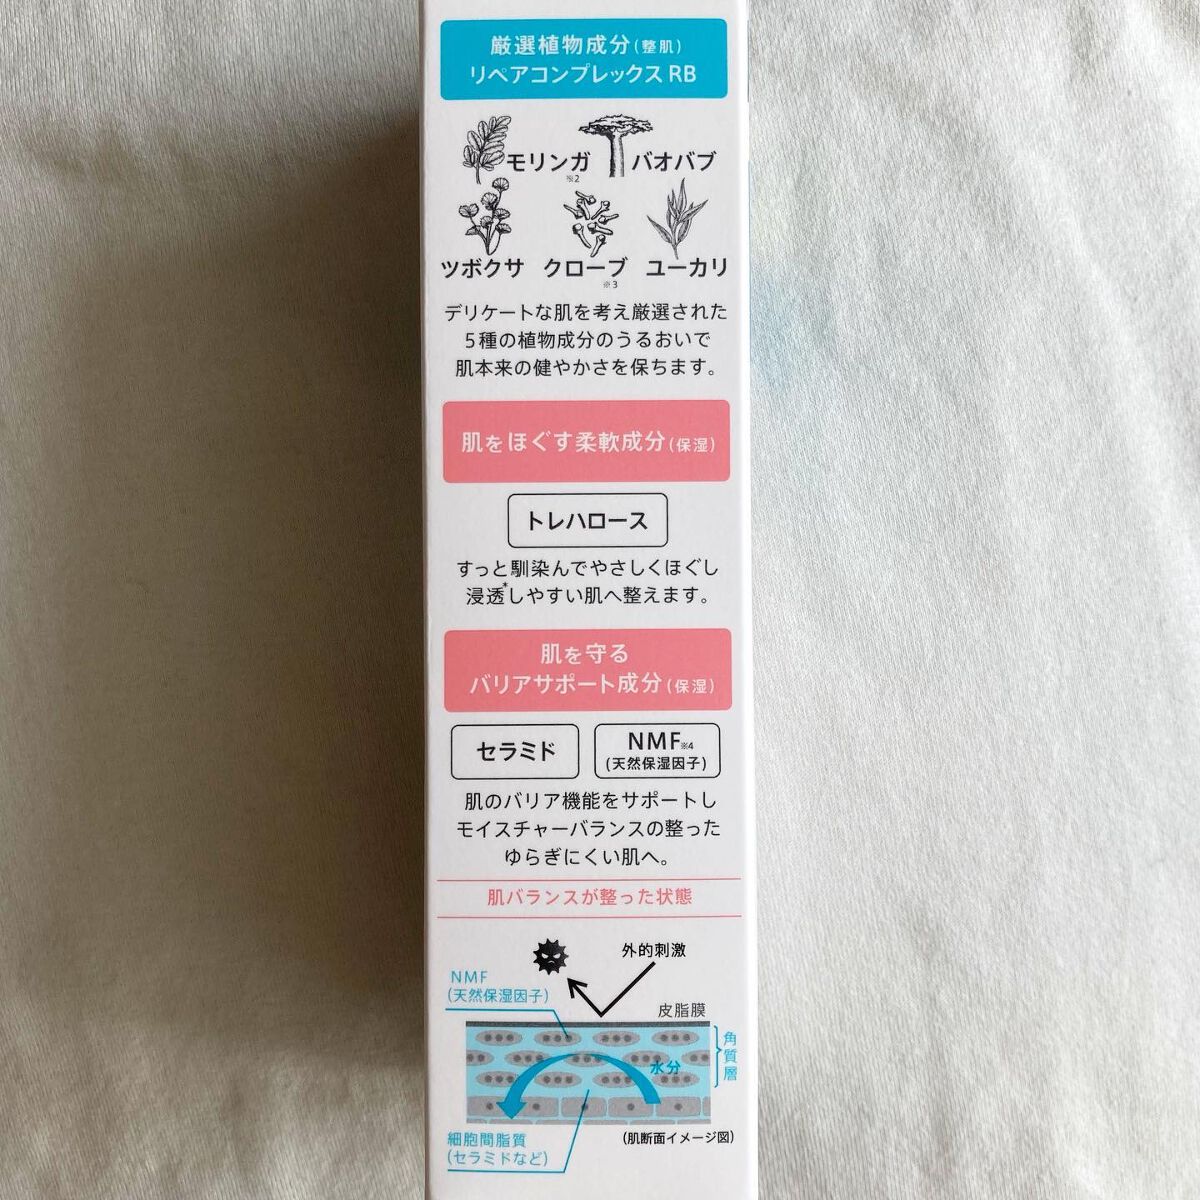 厳選植物成分(整肌)
リペアコンプレックス RB
モリンガ バオバブ
※2
ツボクサ クローブ ユーカリ
※3
デリケートな肌を考え厳選された
5種の植物成分のうるおいで
肌本来の健やかさを保ちます。
肌をほぐす柔軟成分(保湿)
トレハロース
すっと馴染んでやさしくほぐし
浸透*しやすい肌へ整えます。
肌を守る
バリアサポート成分(保湿)
セラミド NMF※4
(天然保湿因子)
肌のバリア機能をサポートし
モイスチャーバランスの整った
ゆらぎにくい肌へ。
肌バランスが整った状態
外的刺激
NMF
(天然保湿因子)
皮脂膜
角質層
水分
細胞間脂質
(セラミドなど)
(肌断面イメージ図)